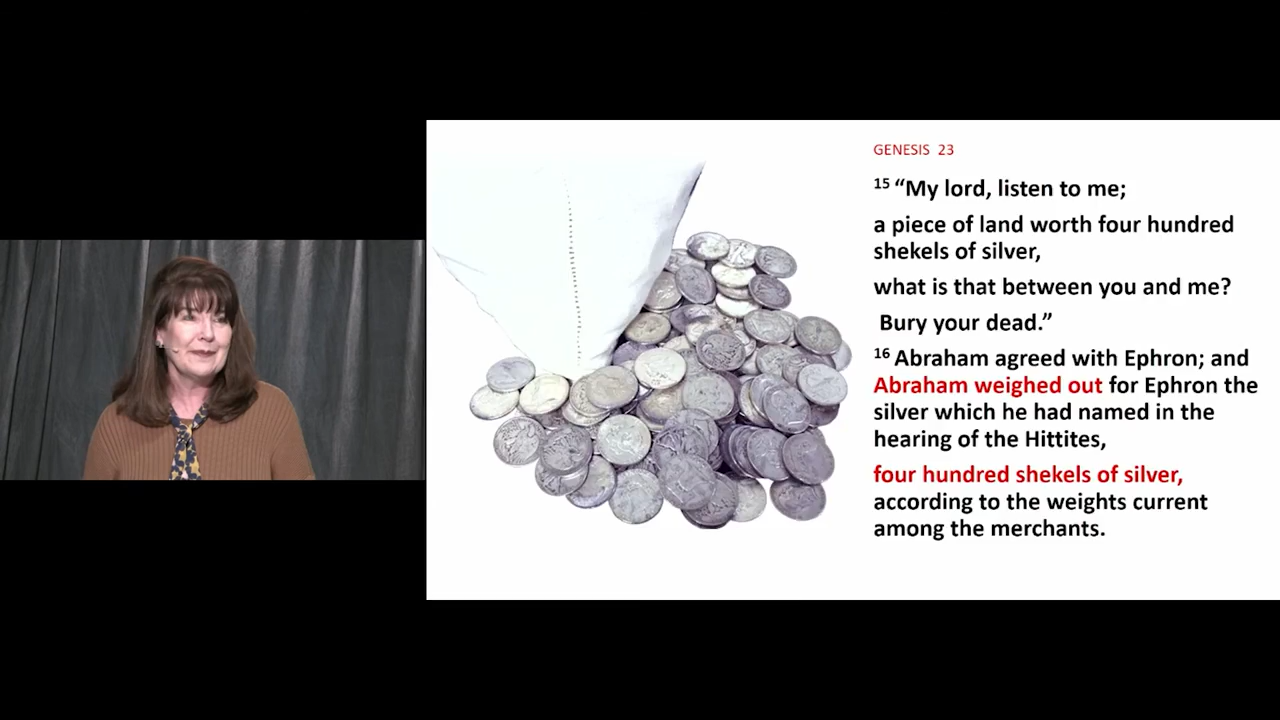 GENESIS 23
15 “My lord, listen to me;
a piece of land worth four hundred
shekels of silver,
what is that between you and me?
Bury your dead.”
16 Abraham agreed with Ephron; and
Abraham weighed out for Ephron the
silver which he had named in the
hearing of the Hittites,
four hundred shekels of silver,
according to the weights current
among the merchants.